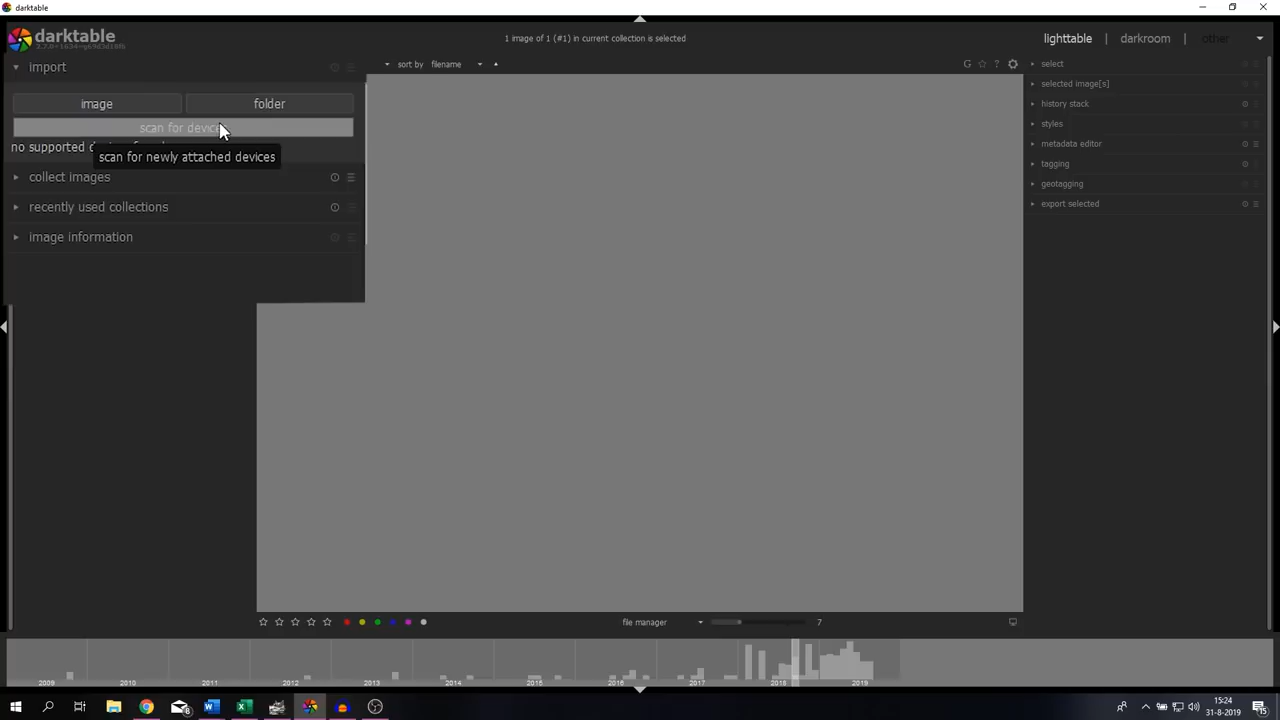 darktable
darktable
1 image of 1 (#1) in current collection is selected
lighttable | darkroom | other
import
sort by filename
G ?
image folder
scan for device
scan for newly attached devices
no supported
collect images
recently used collections
image information
select
selected image[s]
history stack
styles
metadata editor
tagging
geotagging
export selected
file manager 7
2009 2010 2011 2012 2013 2014 2015 2016 2017 2018 2019
15:24
31-8-2019
15